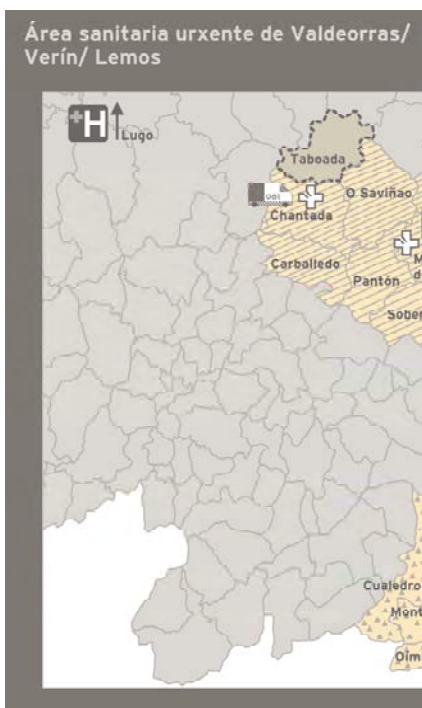 Área sanitaria urxente de Valdeorras/
Verín/ Lemos
H
Lugo
Taboada
O Saviñao
Chantada
Carballedo
Pantón
Cualedro